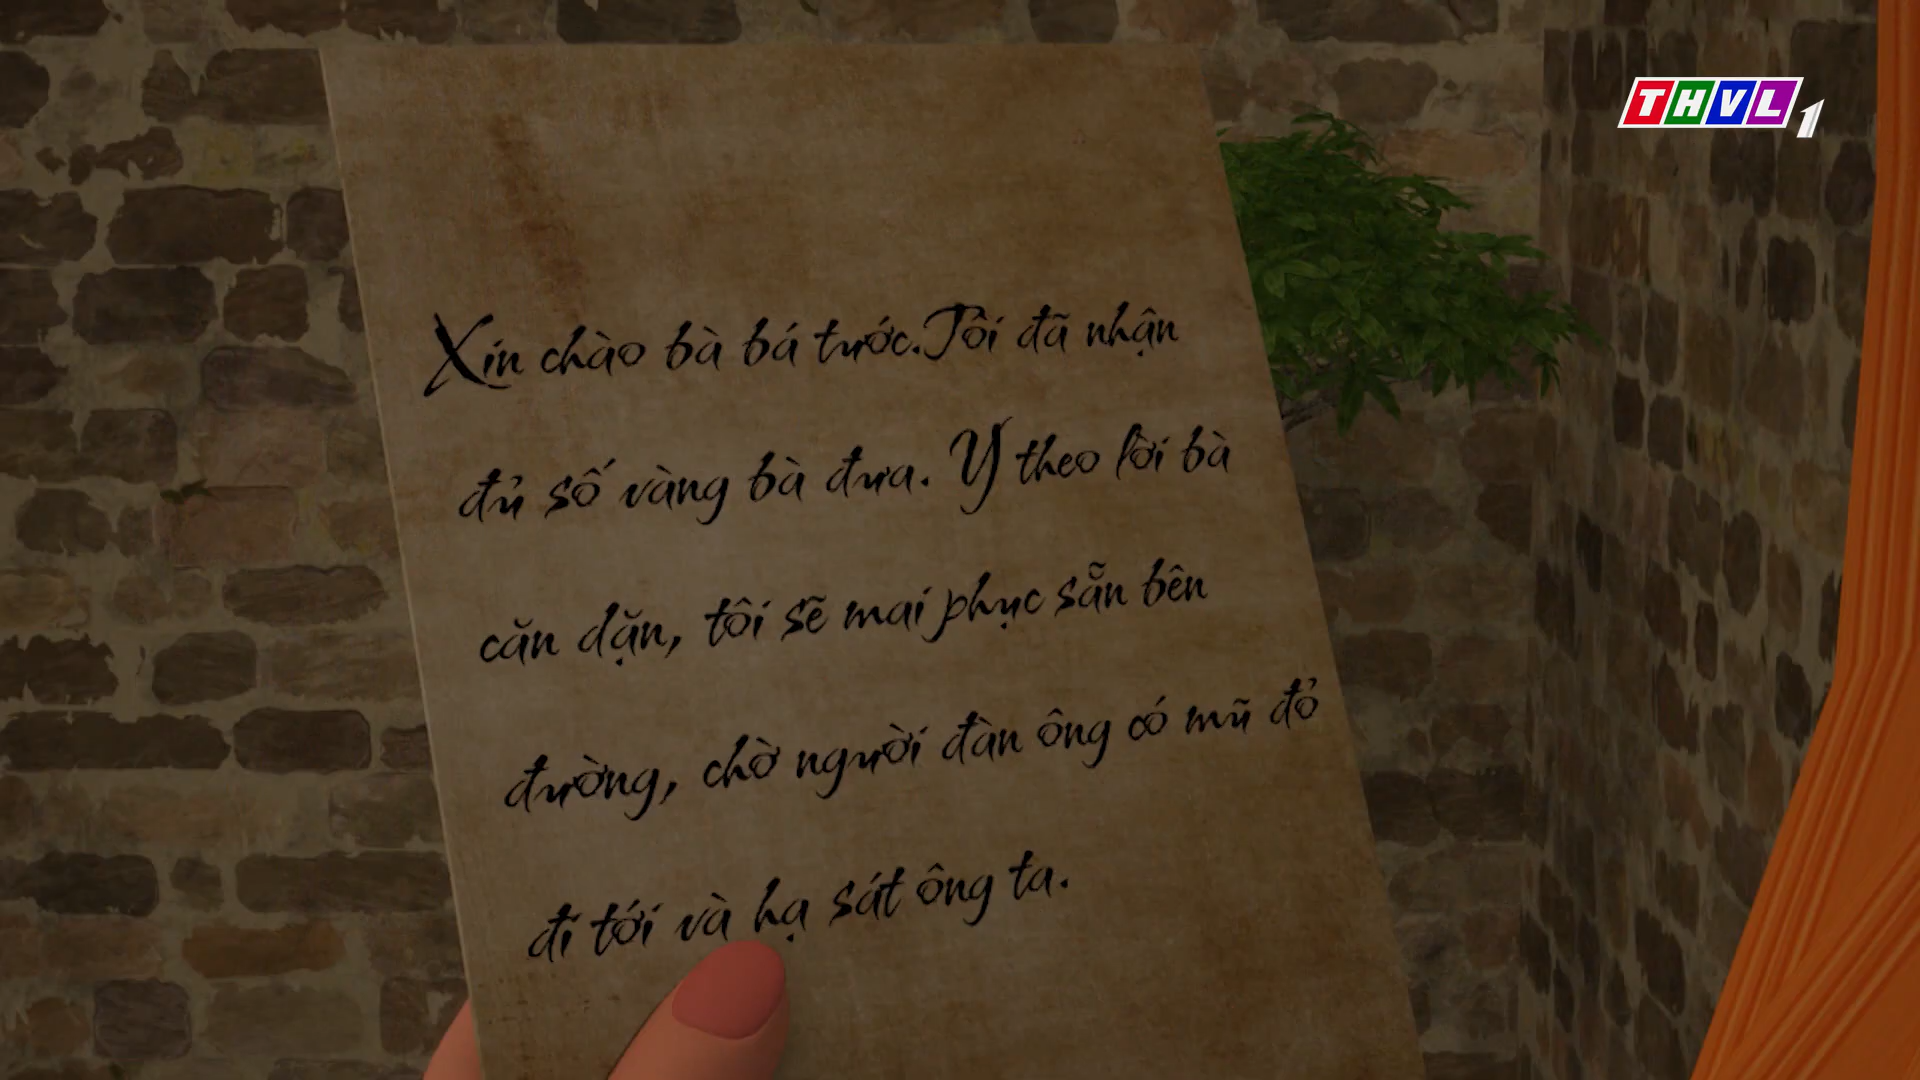 THVL 1
Xin chào bà bá tước.Tôi đã nhận
đủ số vàng bà đưa. Y theo lời bà
căn dặn, tôi sẽ mai phục sẵn bên
đường, chờ người đàn ông có mũ đỏ
đi tới và hạ sát ông ta.